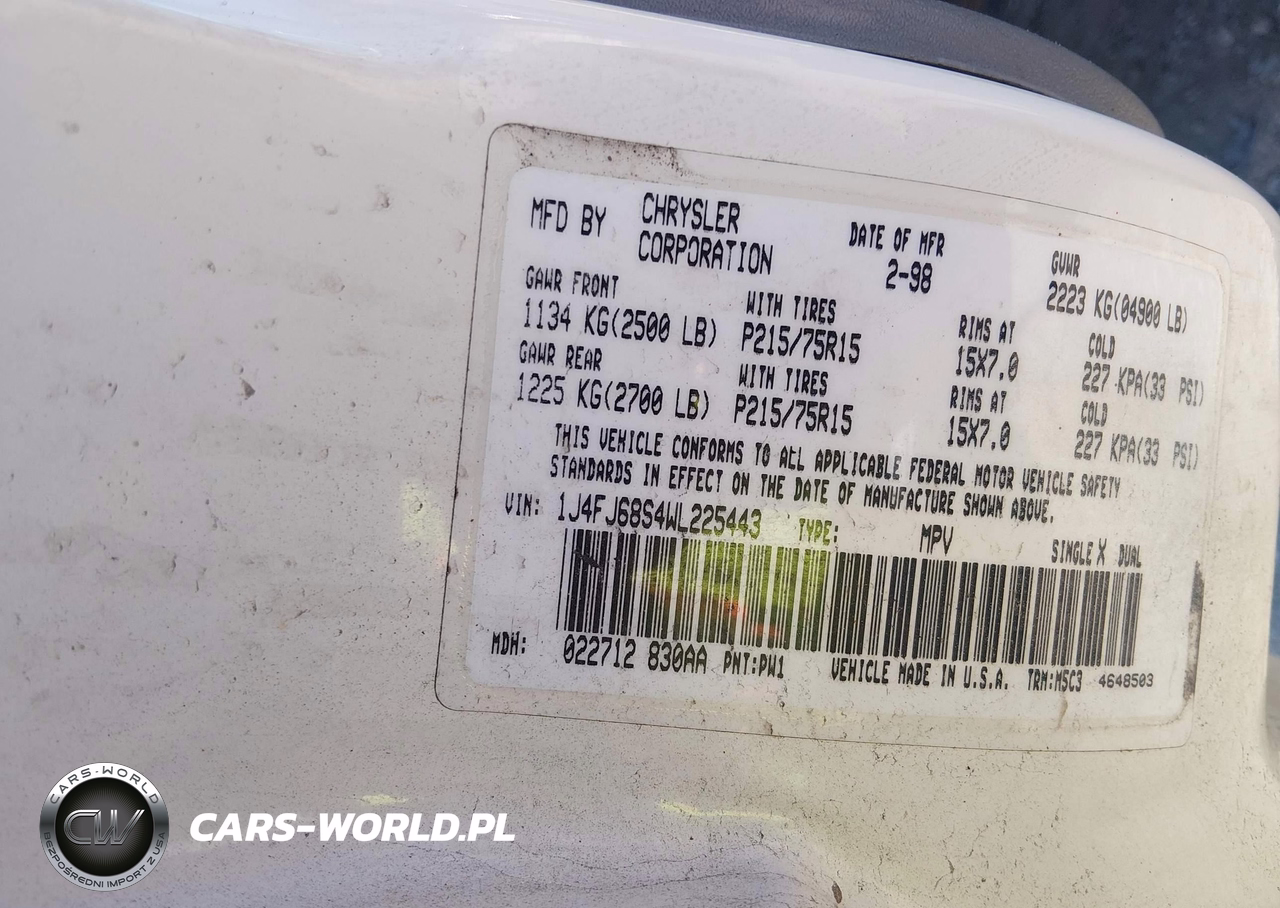 MFD BY CHRYSLER CORPORATION DATE OF MFR 2-98 GVWR 2223 KG(04900 LB)
GAWR FRONT WITH TIRES RIMS AT COLD
1134 KG(2500 LB) P215/75R15 15X7.0 227 KPA(33 PSI)
GAWR REAR WITH TIRES RIMS AT COLD
1225 KG(2700 LB) P215/75R15 15X7.0 227 KPA(33 PSI)
THIS VEHICLE CONFORMS TO ALL APPLICABLE FEDERAL MOTOR VEHICLE SAFETY
STANDARDS IN EFFECT ON THE DATE OF MANUFACTURE SHOWN ABOVE.
VIN: 1J4FJ68S4WL225443 TYPE: MPV SINGLE X DUAL
MDH: 022712 830AA PNT:PW1 VEHICLE MADE IN U.S.A. TRM:M5C3 4648503
CARS-WORLD
CW
BEZPOŚREDNI IMPORT Z USA
CARS-WORLD.PL